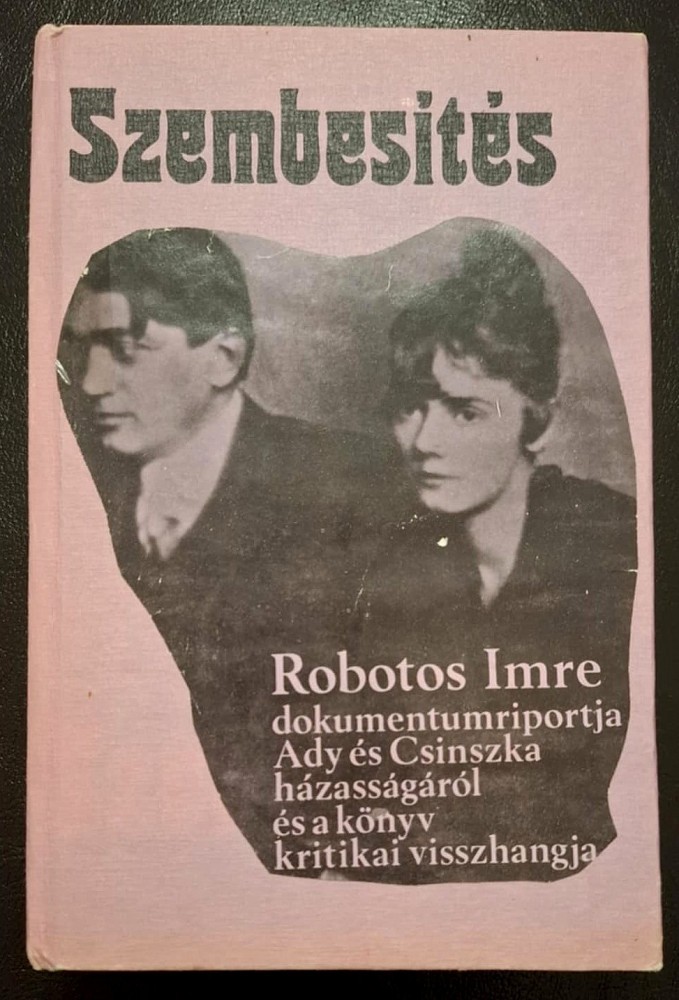 Szembesítés
Robotos Imre
dokumentumriportja
Ady és Csinszka
házasságáról
és a könyv
kritikai visszhangja